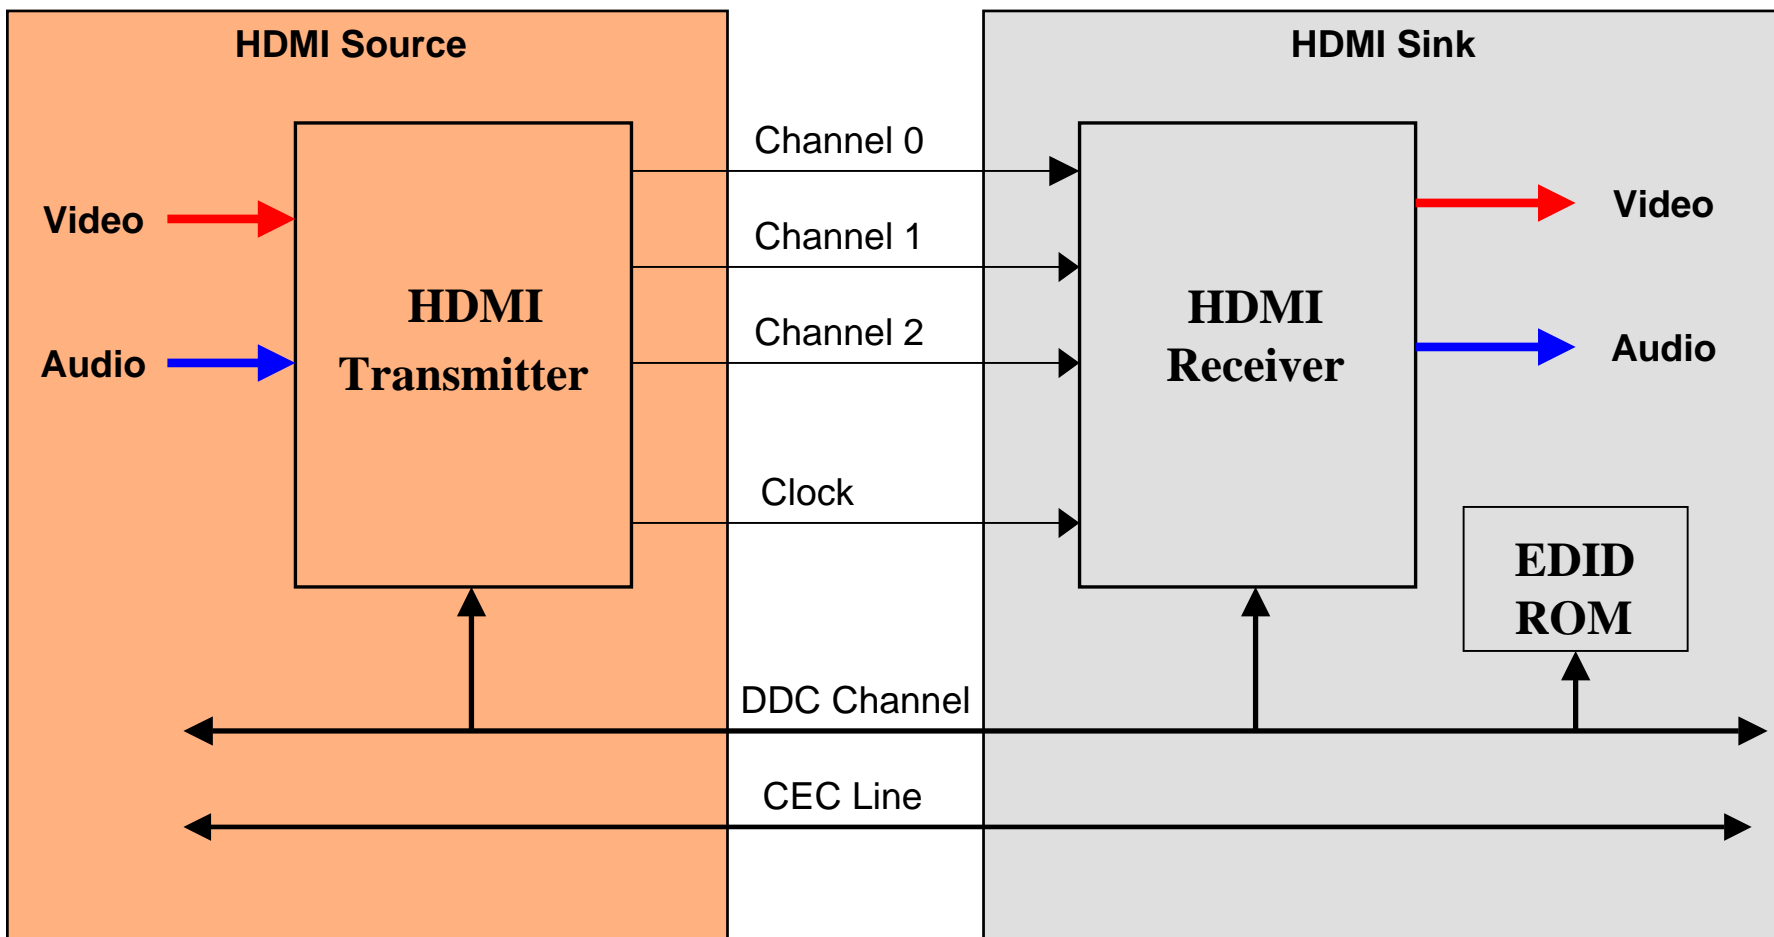 HDMI Source
HDMI Sink
Channel 0
Channel 1
Channel 2
Clock
Video
Audio
HDMI
Transmitter
HDMI
Receiver
Video
Audio
EDID
ROM
DDC Channel
CEC Line